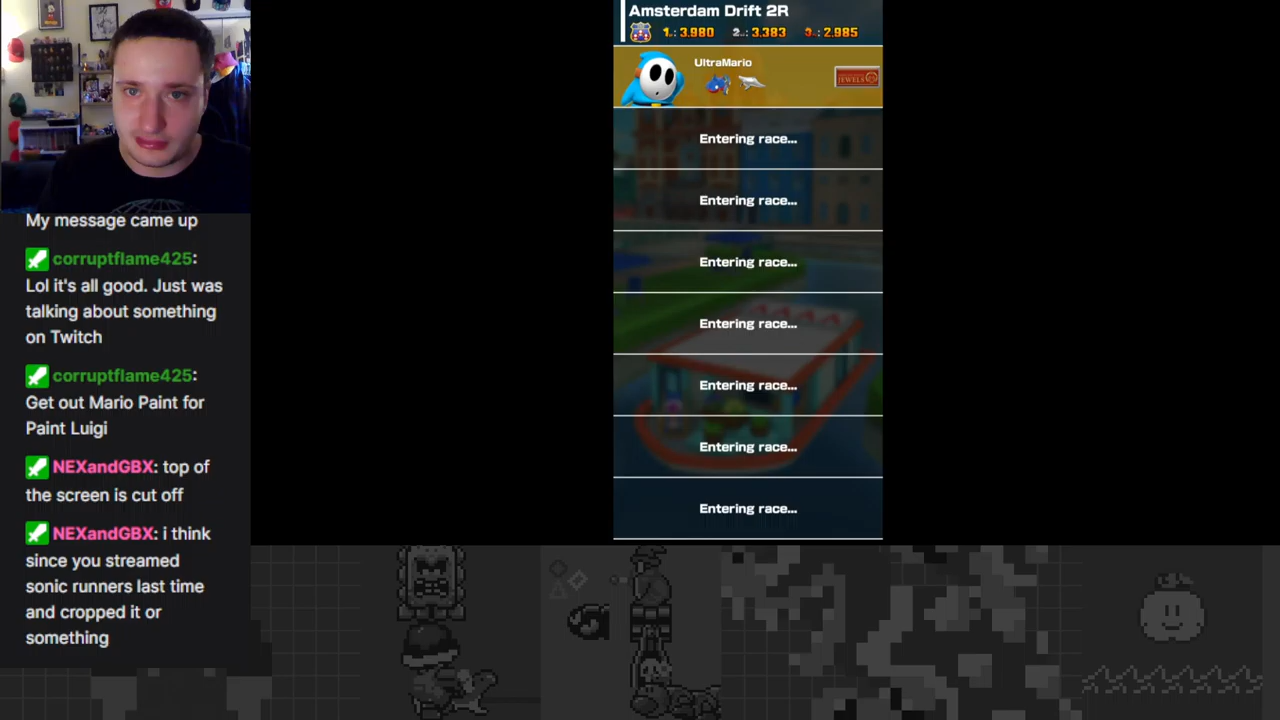 My message came up
corruptflame425:
Lol it's all good. Just was
talking about something
on Twitch
corruptflame425:
Get out Mario Paint for
Paint Luigi
NEXandGBX: top of
the screen is cut off
NEXandGBX: i think
since you streamed
sonic runners last time
and cropped it or
something
Amsterdam Drift 2R
1.: 3.980 2.: 3.383 3.: 2.985
UltraMario
JEWELS
Entering race...
Entering race...
Entering race...
Entering race...
Entering race...
Entering race...
Entering race...